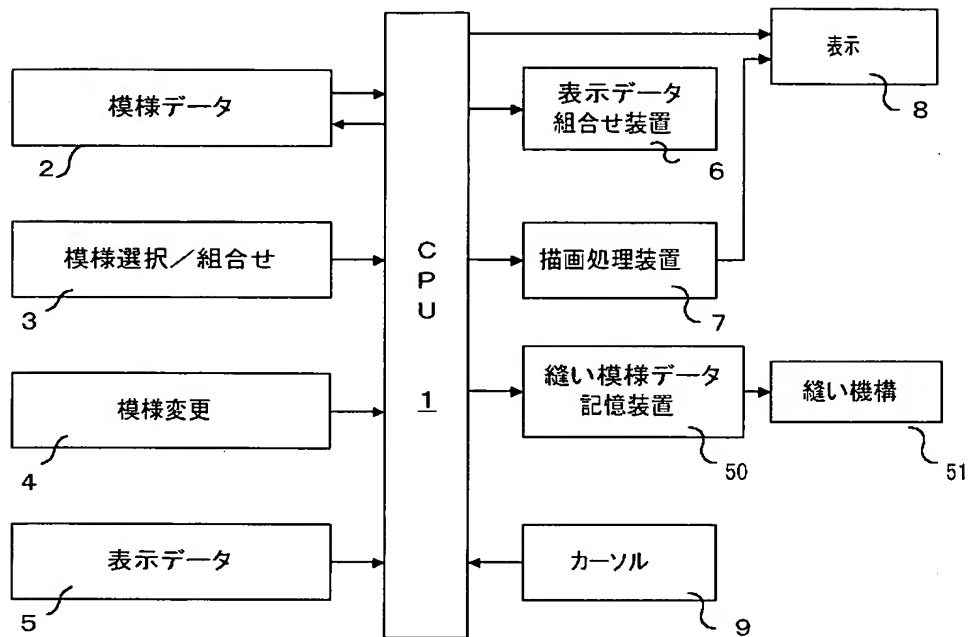 模様データ
2
模様選択／組合せ
3
模様変更
4
表示データ
5
CPU
1
表示
8
表示データ
組合せ装置
6
描画処理装置
7
縫い模様データ
記憶装置
50
縫い機構
51
カーソル
9